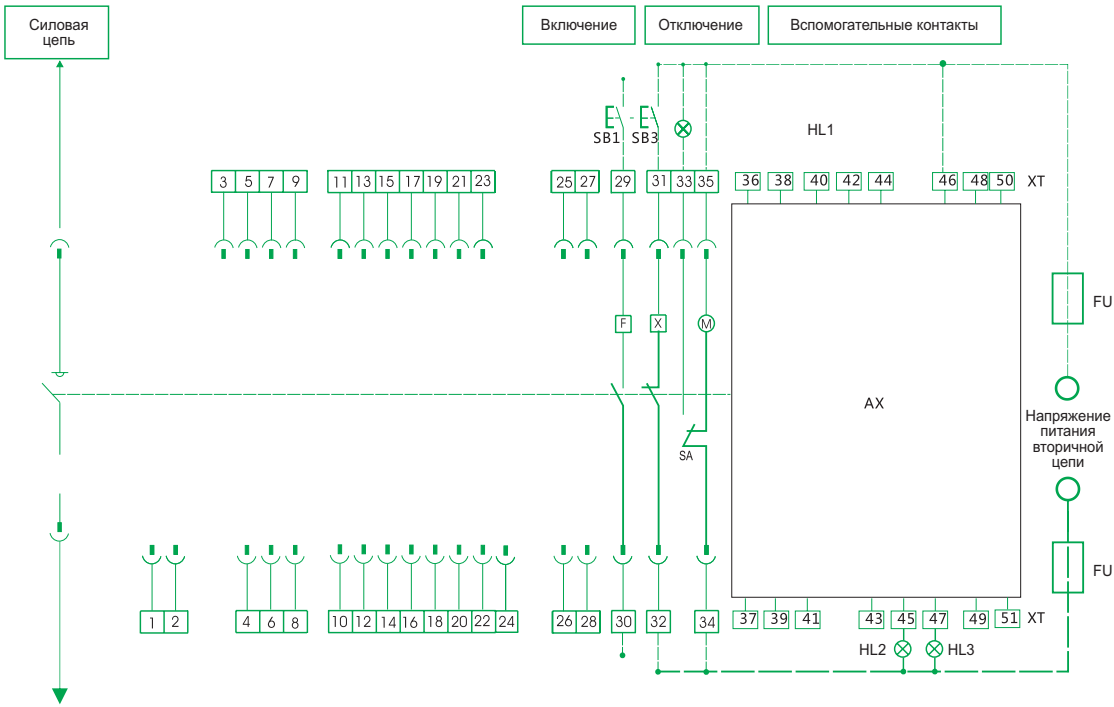 Силовая
цепь
Включение
Отключение
Вспомогательные контакты
SB1
SB3
HL1
3 5 7 9
11 13 15 17 19 21 23
25 27
29
31 33 35
36 38 40 42 44 46 48 50 XT
FU
F
X
M
AX
Напряжение
питания
вторичной
цепи
SA
FU
1 2
4 6 8
10 12 14 16 18 20 22 24
26 28
30
32
34
37 39 41 43 45 47 49 51 XT
HL2
HL3